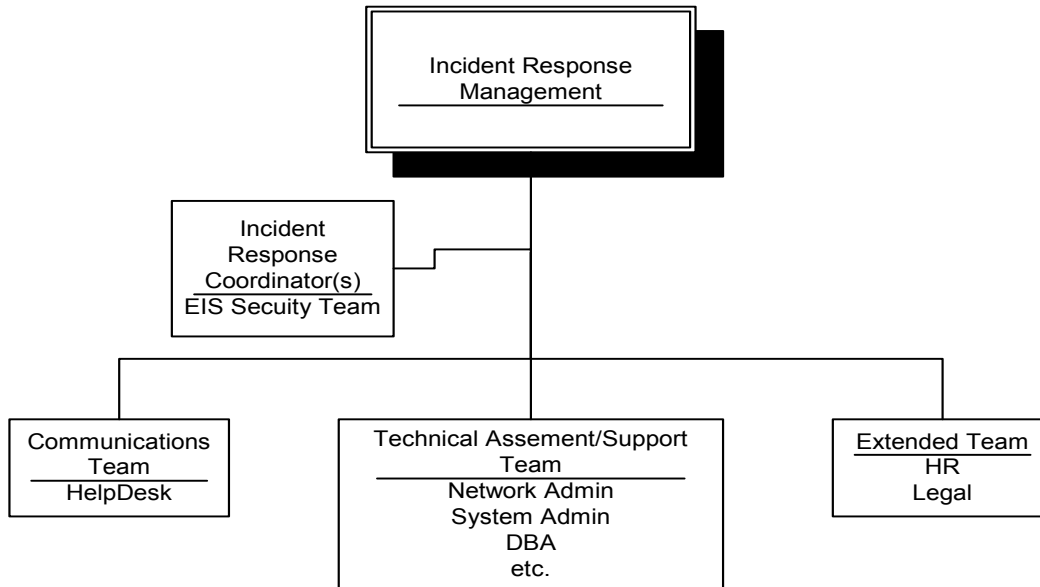 Incident Response
Management
Incident
Response
Coordinator(s)
EIS Secuity Team
Communications
Team
HelpDesk
Technical Assement/Support
Team
Network Admin
System Admin
DBA
etc.
Extended Team
HR
Legal